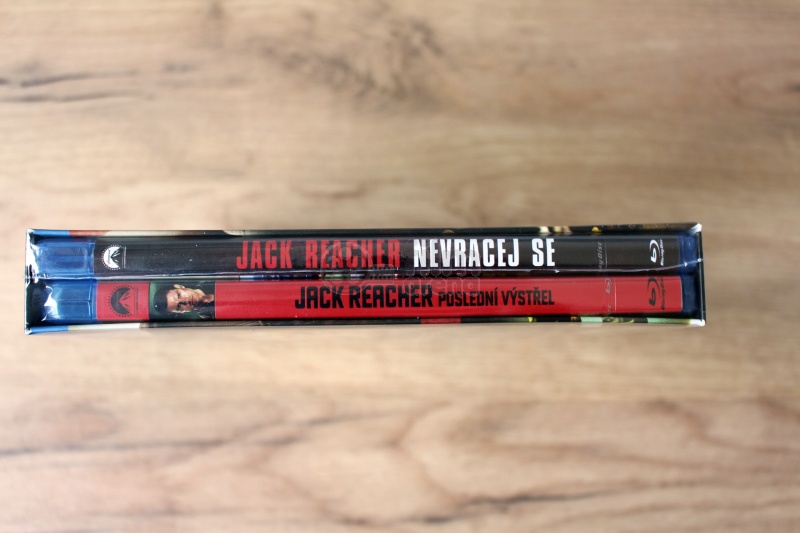 JACK REACHER NEVRACEJ SE
JACK REACHER POSLEDNÍ VÝSTŘEL